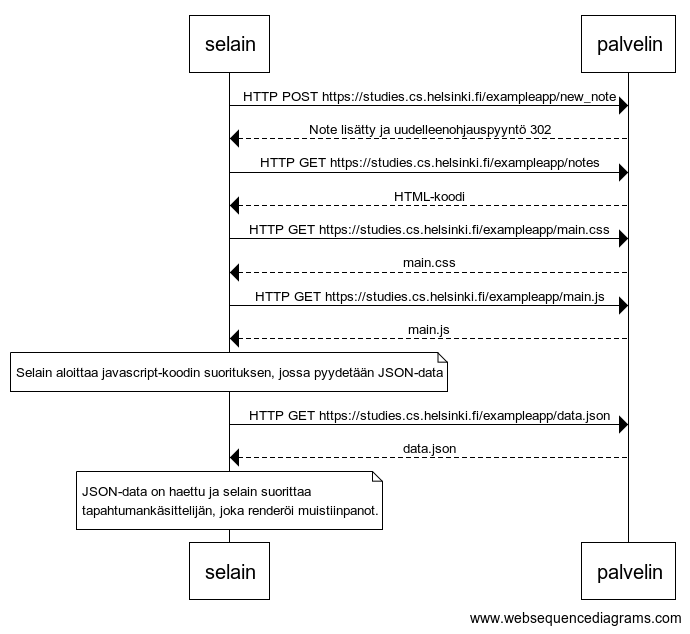 selain
palvelin
HTTP POST https://studies.cs.helsinki.fi/exampleapp/new_note
Note lisätty ja uudelleenohjauspyyntö 302
HTTP GET https://studies.cs.helsinki.fi/exampleapp/notes
HTML-koodi
HTTP GET https://studies.cs.helsinki.fi/exampleapp/main.css
main.css
HTTP GET https://studies.cs.helsinki.fi/exampleapp/main.js
main.js
Selain aloittaa javascript-koodin suorituksen, jossa pyydetään JSON-data
HTTP GET https://studies.cs.helsinki.fi/exampleapp/data.json
data.json
JSON-data on haettu ja selain suorittaa
tapahtumankäsittelijän, joka renderöi muistiinpanot.
selain
palvelin
www.websequencediagrams.com